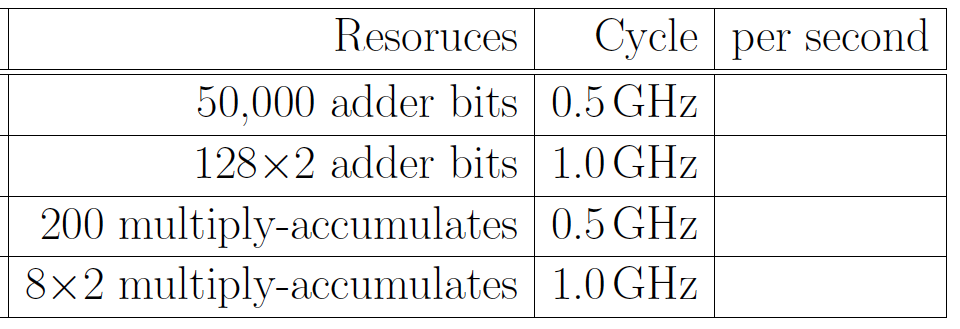 Resoruces Cycle per second
50,000 adder bits 0.5 GHz
128×2 adder bits 1.0 GHz
200 multiply-accumulates 0.5 GHz
8×2 multiply-accumulates 1.0 GHz